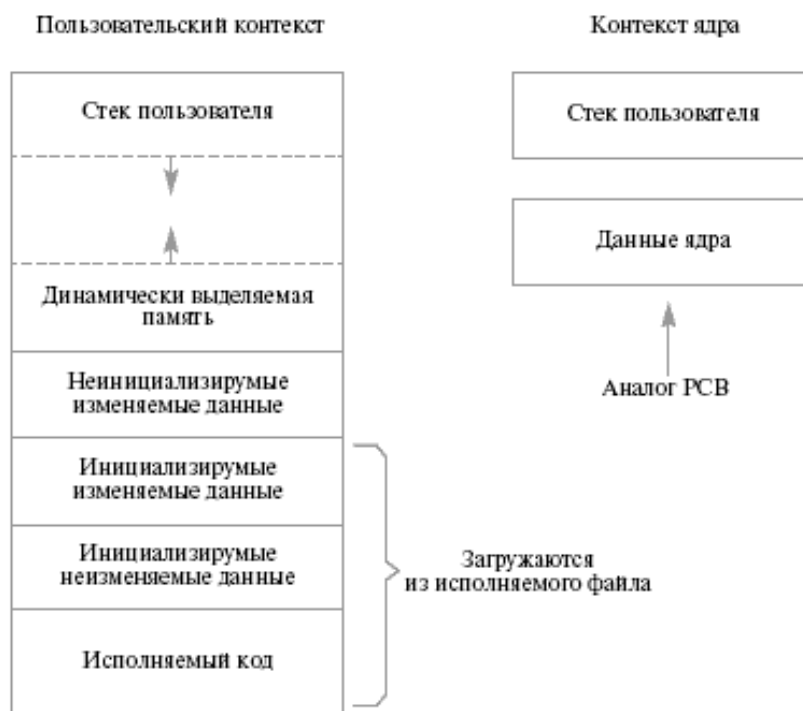 Пользовательский контекст
Контекст ядра
Стек пользователя
Стек пользователя
Данные ядра
Динамически выделяемая
память
Неинициализирумые
изменяемые данные
Аналог PCB
Инициализирумые
изменяемые данные
Инициализирумые
неизменяемые данные
Загружаются
из исполняемого файла
Исполняемый код